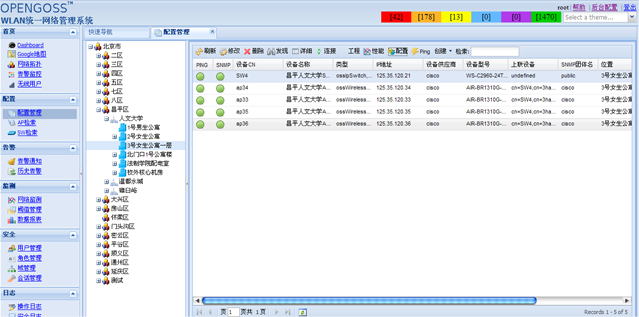 OPENGOSS™
WLAN统一网络管理系统
root | 帮助 | 后台配置 | 登出
[42] [178] [13] [0] [0] [1470]
Select a theme...
首页
Dashboard
Google地图
网络拓扑
告警监控
无线用户
配置
配置管理
AP检索
SW检索
告警
告警通知
历史告警
监测
网络监测
阈值管理
数据报表
安全
用户管理
角色管理
域管理
会话管理
日志
操作日志
安全日志
快速导航
北京市
二区
三区
四区
五区
七区
八区
昌平区
人文大学
1号男生公寓
2号女生公寓
3号女生公寓一层
北门口1号公寓楼
法制学院配电室
校外核心机房
温都水城
大兴区
房山区
怀柔区
门头沟区
密云区
平谷区
顺义区
通州区
延庆区
测试
配置管理
刷新 修改 删除 发现 详细 连接 工程 性能 配置 Ping 创建 检索:
PING SNMP 设备CN 设备名称 类型 IP地址 设备供应商 设备型号 上联设备 SNMP团体名 位置
SW4 昌平人文大学S... ossipSwitch,... 125.35.120.21 cisco WS-C2960-24T... undefined public 3号女生公寓
ap34 昌平人文大学A... ossWireless... 125.35.120.34 cisco AIR-BR1310G-... cn=SW4,cn=3ha... cisco 3号女生公寓
ap33 昌平人文大学A... ossWireless... 125.35.120.33 cisco AIR-BR1310G-... cn=SW4,cn=3ha... cisco 3号女生公寓
ap35 昌平人文大学A... ossWireless... 125.35.120.35 cisco AIR-BR1310G-... cn=SW4,cn=3ha... cisco 3号女生公寓
ap36 昌平人文大学A... ossWireless... 125.35.120.36 cisco AIR-BR1310G-... cn=SW4,cn=3ha... cisco 3号女生公寓
页 1 页共 1 页
Records 1 - 5 of 5